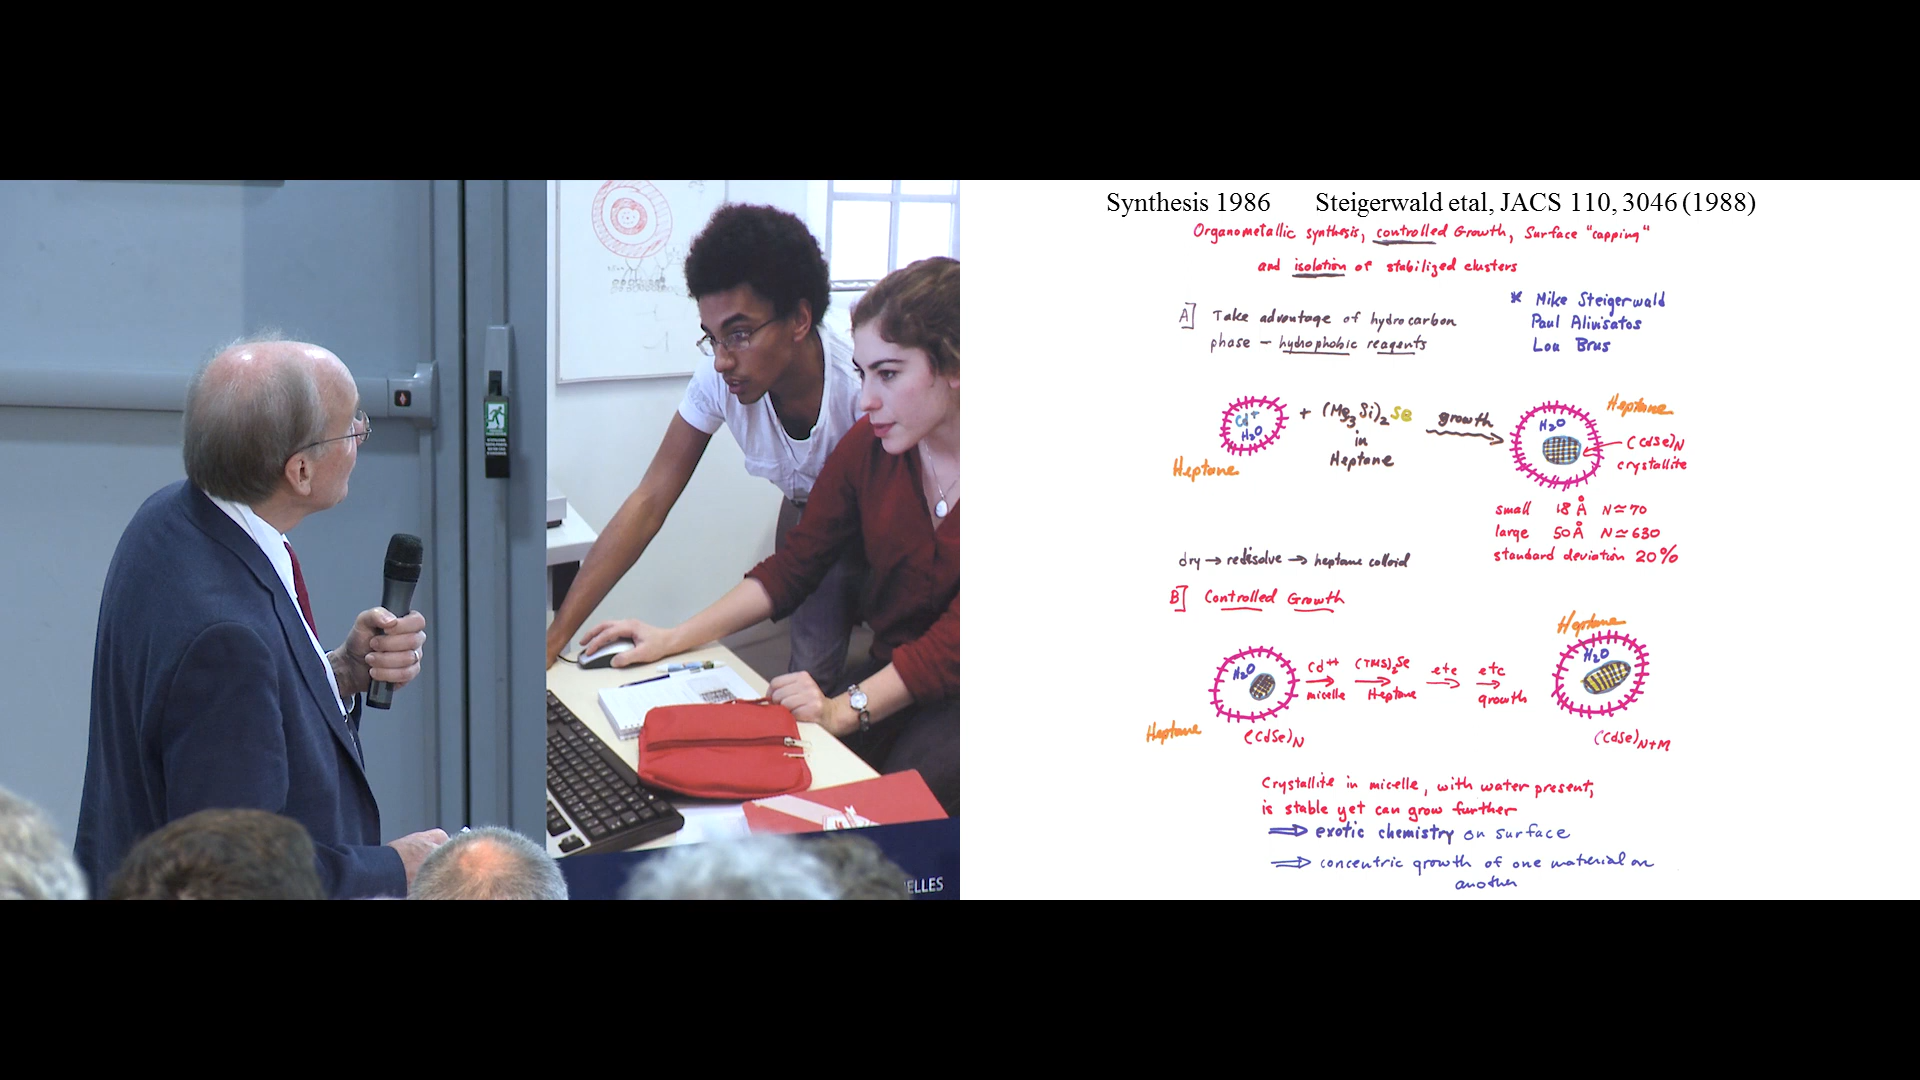 Synthesis 1986 Steigerwald etal, JACS 110, 3046 (1988)
Organometallic synthesis, controlled Growth, Surface "capping"
and isolation of stabilized clusters
A] Take advantage of hydrocarbon
phase – hydrophobic reagents
* Mike Steigerwald
Paul Alivisatos
Lou Brus
Cd++
H2O
Heptane
+ (Me3Si)2 Se
in
Heptane
growth
Heptane
H2O
(CdSe)N
crystallite
small 18 Å N≃70
large 50Å N≃630
standard deviation 20%
dry → redisolve → heptane colloid
B] Controlled Growth
H2O
Heptane
(CdSe)N
Cd++
micelle
(TMS)2Se
Heptane
etc
etc
growth
Heptane
H2O
(CdSe)N+M
Crystallite in micelle, with water present,
is stable yet can grow further
⇒ exotic chemistry on surface
⇒ concentric growth of one material on
another
ELLES